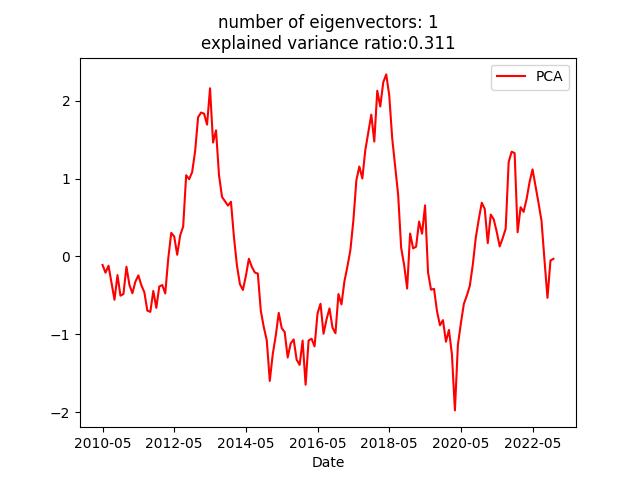 number of eigenvectors: 1
explained variance ratio:0.311
PCA
2
1
0
−1
−2
2010-05 2012-05 2014-05 2016-05 2018-05 2020-05 2022-05
Date